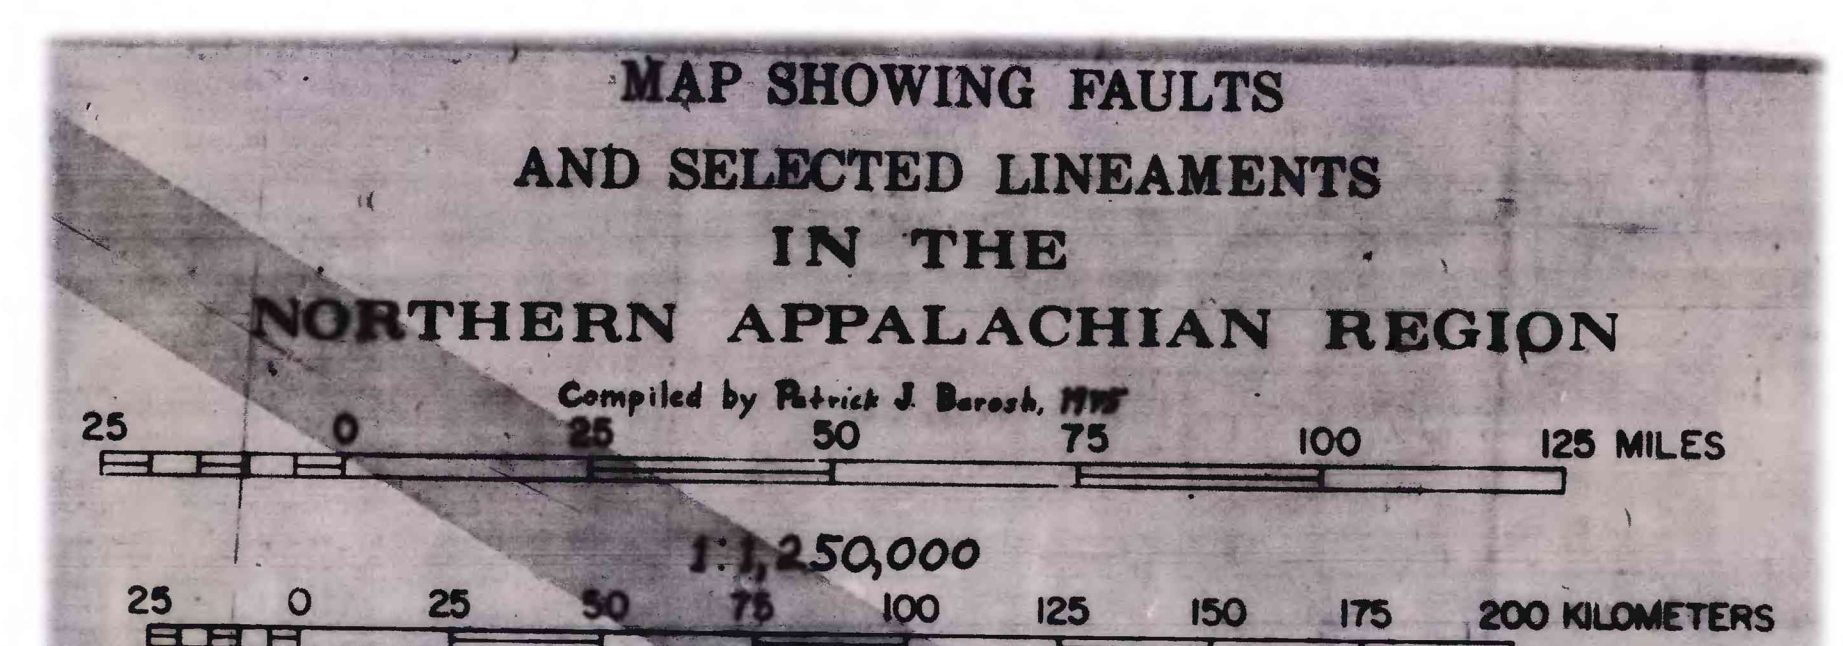 MAP SHOWING FAULTS
AND SELECTED LINEAMENTS
IN THE
NORTHERN APPALACHIAN REGION
Compiled by Patrick J. Barosh,
25 0 25 50 75 100 125 MILES
1:1,250,000
25 0 25 50 75 100 125 150 175 200 KILOMETERS